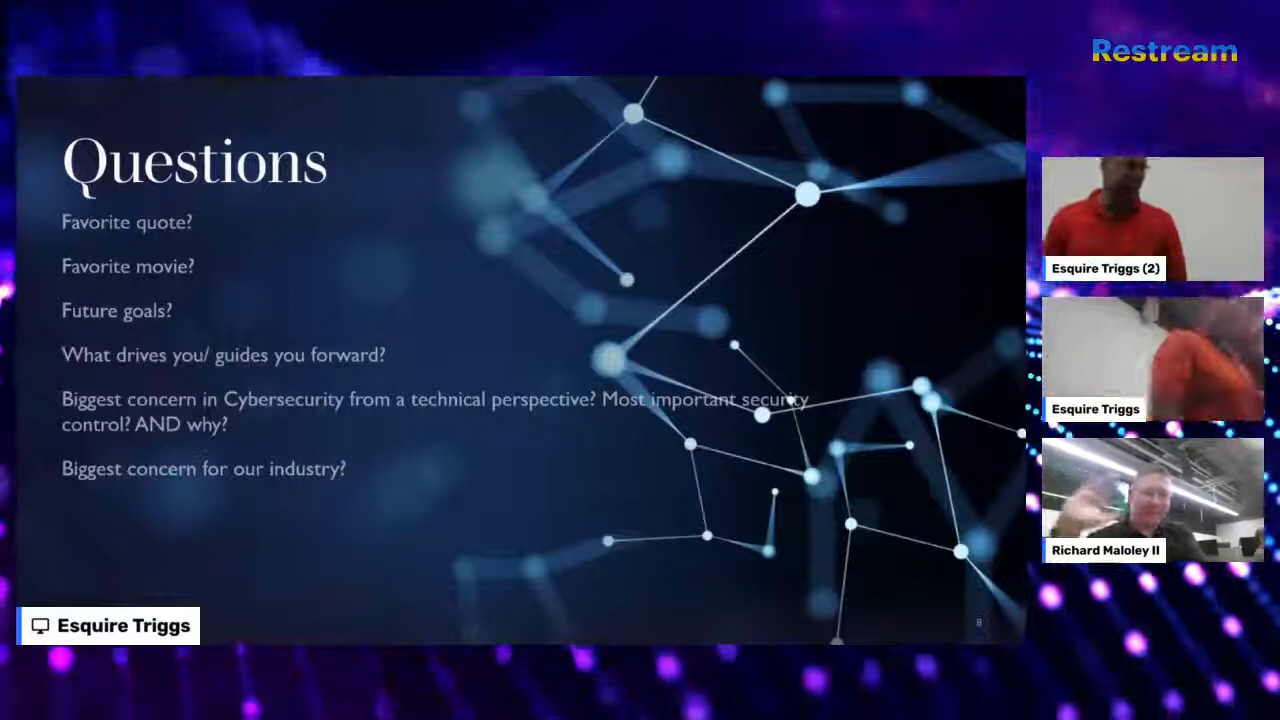 Restream
Questions
Favorite quote?
Favorite movie?
Future goals?
What drives you/ guides you forward?
Biggest concern in Cybersecurity from a technical perspective? Most important security
control? AND why?
Biggest concern for our industry?
8
Esquire Triggs
Esquire Triggs (2)
Esquire Triggs
Richard Maloley II